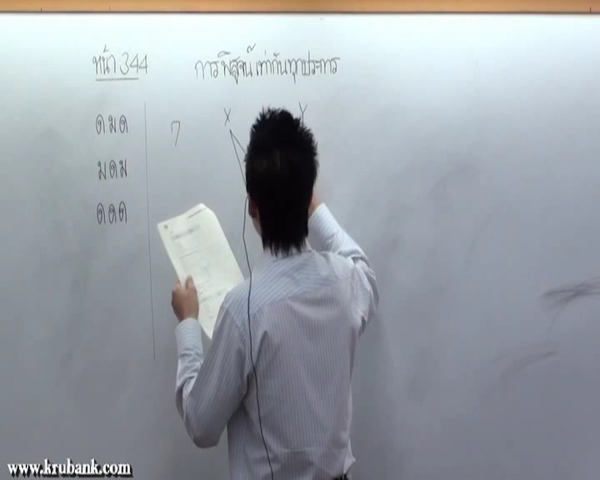 หน้า 344
การพิสูจน์เท่ากันทุกประการ
ด ม ด
ม ด ม
ด ด ด
7
X Y
www.krubank.com